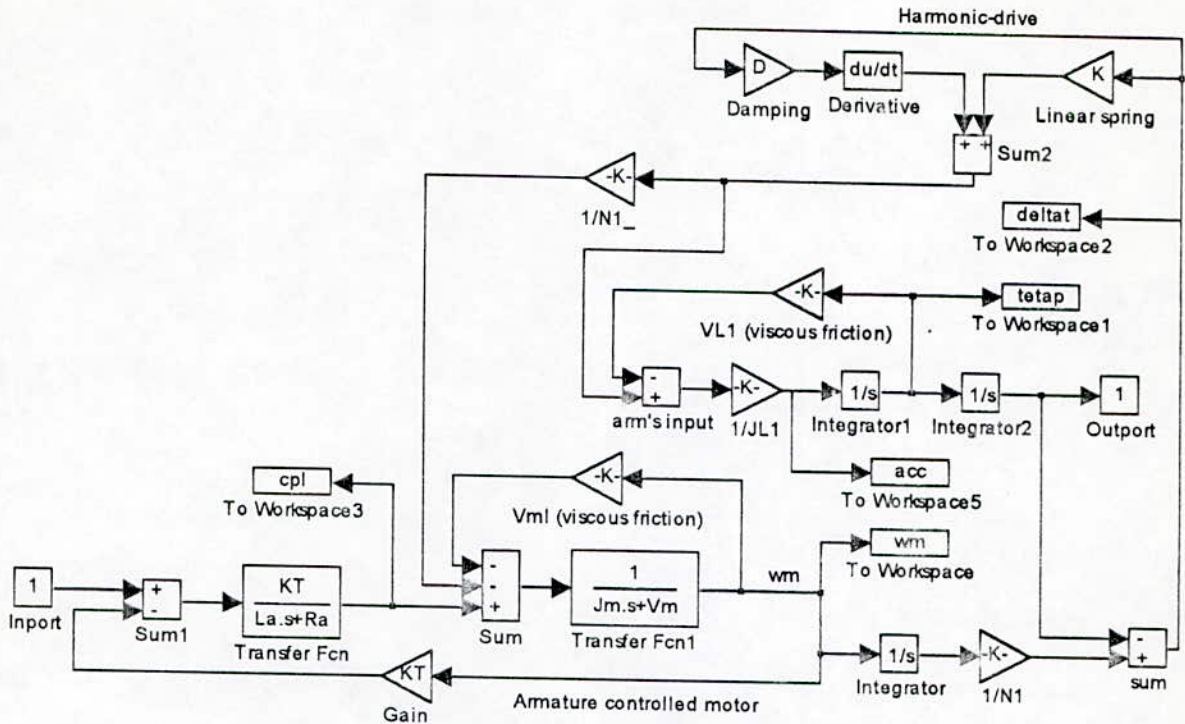 Harmonic-drive
D
du/dt
K
Damping
Derivative
Linear spring
+ +
Sum2
-K-
1/N1_
deltat
To Workspace2
-K-
tetap
To Workspace1
VL1 (viscous friction)
-
+
-K-
1/s
1/s
1
arm's input
1/JL1
Integrator1
Integrator2
Outport
cpl
To Workspace3
-K-
acc
To Workspace5
Vml (viscous friction)
wm
To Workspace
wm
1
Inport
+
-
Sum1
KT
La.s+Ra
Transfer Fcn
-
-
+
Sum
1
Jm.s+Vm
Transfer Fcn1
KT
Gain
Armature controlled motor
1/s
Integrator
-K-
1/N1
-
+
sum